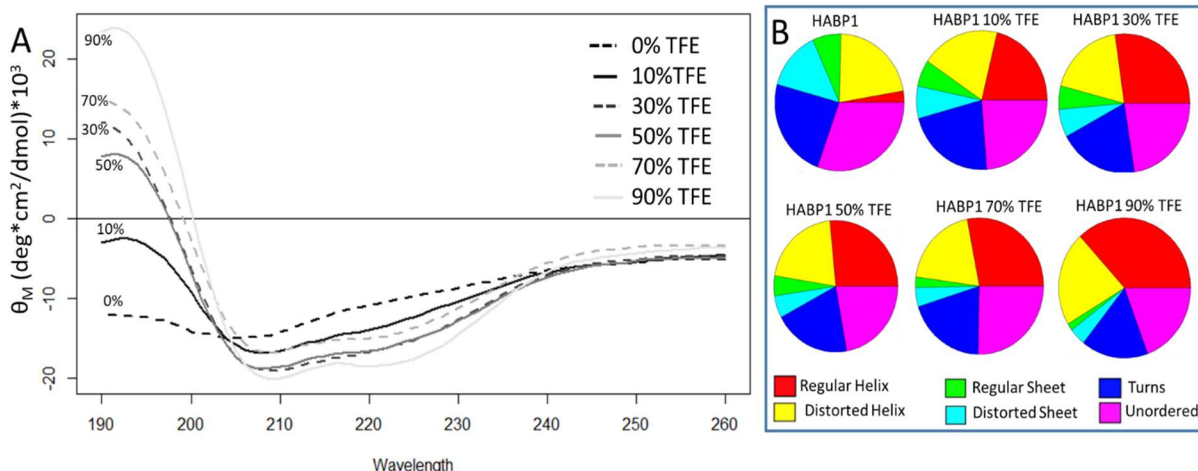 A
θM (deg*cm²/dmol)*10³
20
10
0
-10
-20
90%
70%
30%
50%
10%
0%
0% TFE
10%TFE
30% TFE
50% TFE
70% TFE
90% TFE
190 200 210 220 230 240 250 260
Wavelength
B
HABP1 HABP1 10% TFE HABP1 30% TFE
HABP1 50% TFE HABP1 70% TFE HABP1 90% TFE
Regular Helix Regular Sheet Turns
Distorted Helix Distorted Sheet Unordered